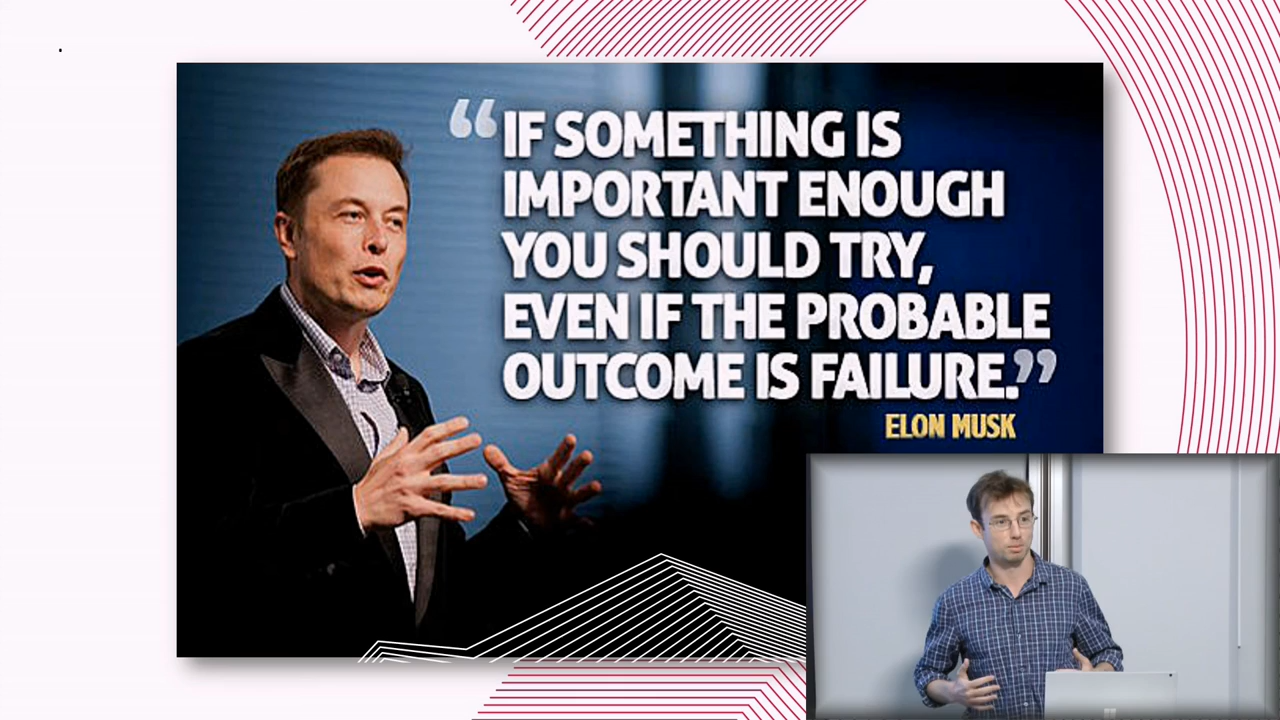 “IF SOMETHING IS
IMPORTANT ENOUGH
YOU SHOULD TRY,
EVEN IF THE PROBABLE
OUTCOME IS FAILURE.”
ELON MUSK